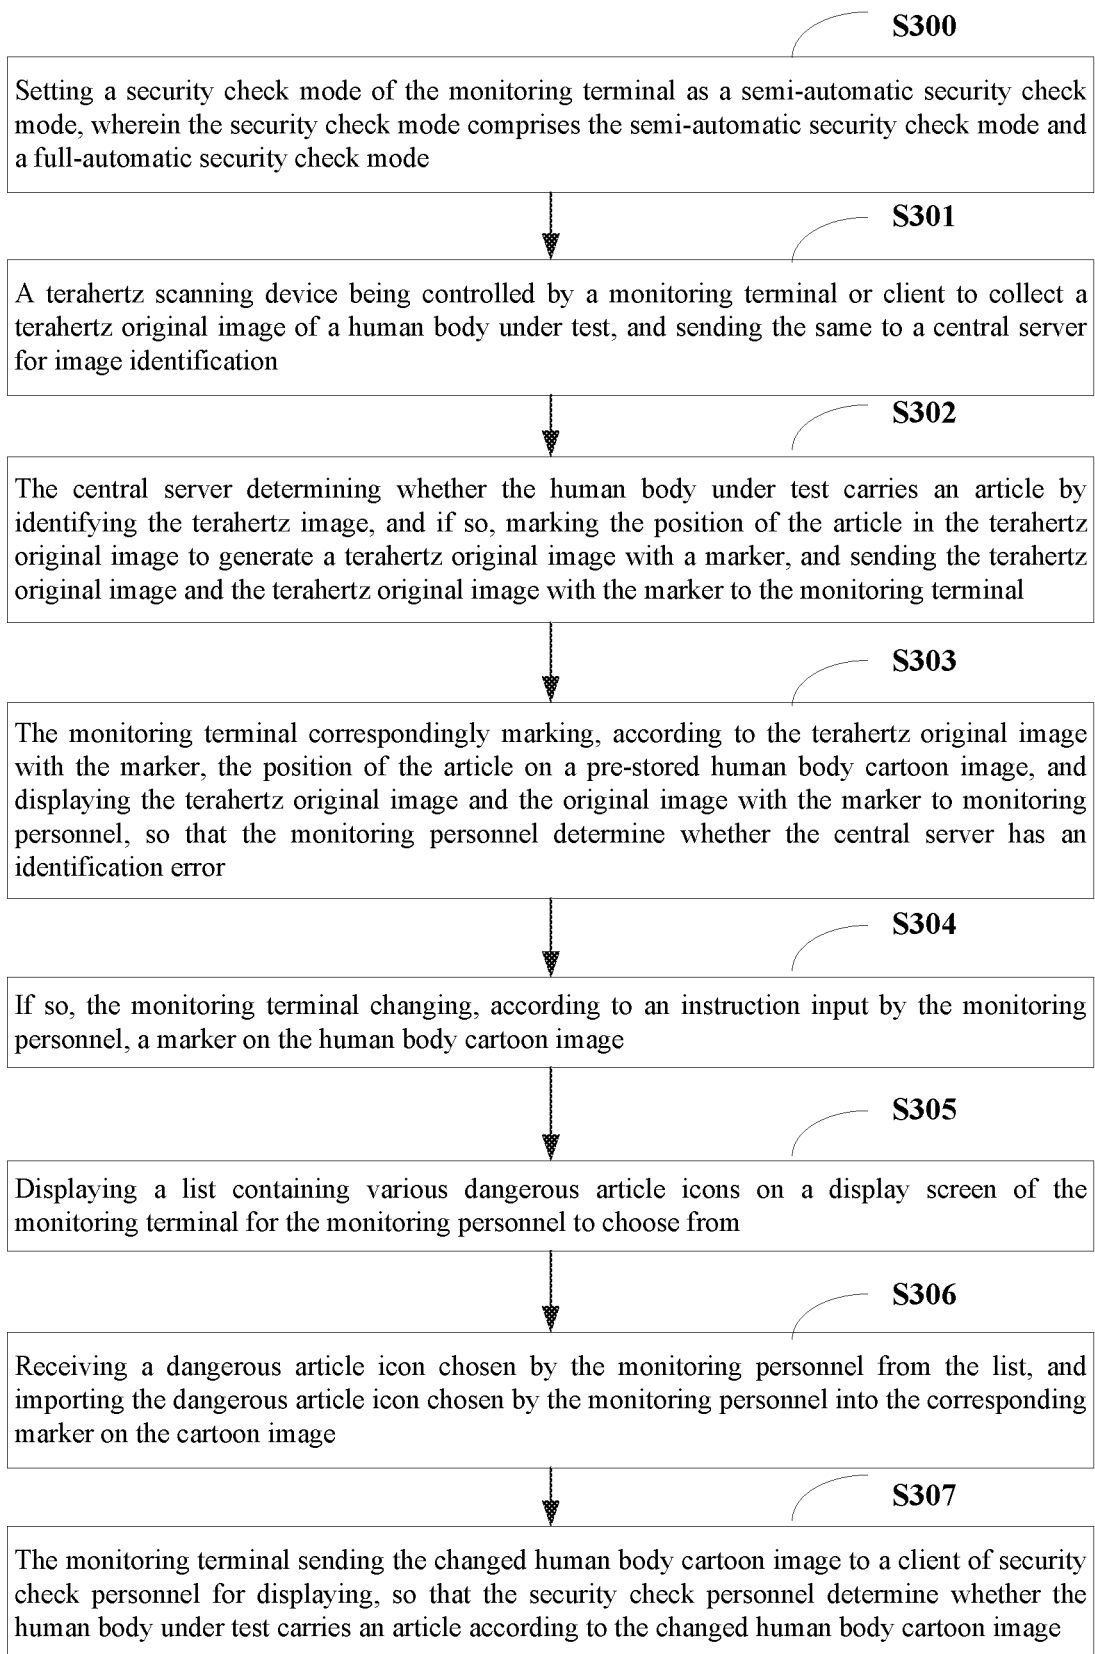 S300
Setting a security check mode of the monitoring terminal as a semi-automatic security check
mode, wherein the security check mode comprises the semi-automatic security check mode and
a full-automatic security check mode
S301
A terahertz scanning device being controlled by a monitoring terminal or client to collect a
terahertz original image of a human body under test, and sending the same to a central server
for image identification
S302
The central server determining whether the human body under test carries an article by
identifying the terahertz image, and if so, marking the position of the article in the terahertz
original image to generate a terahertz original image with a marker, and sending the terahertz
original image and the terahertz original image with the marker to the monitoring terminal
S303
The monitoring terminal correspondingly marking, according to the terahertz original image
with the marker, the position of the article on a pre-stored human body cartoon image, and
displaying the terahertz original image and the original image with the marker to monitoring
personnel, so that the monitoring personnel determine whether the central server has an
identification error
S304
If so, the monitoring terminal changing, according to an instruction input by the monitoring
personnel, a marker on the human body cartoon image
S305
Displaying a list containing various dangerous article icons on a display screen of the
monitoring terminal for the monitoring personnel to choose from
S306
Receiving a dangerous article icon chosen by the monitoring personnel from the list, and
importing the dangerous article icon chosen by the monitoring personnel into the corresponding
marker on the cartoon image
S307
The monitoring terminal sending the changed human body cartoon image to a client of security
check personnel for displaying, so that the security check personnel determine whether the
human body under test carries an article according to the changed human body cartoon image